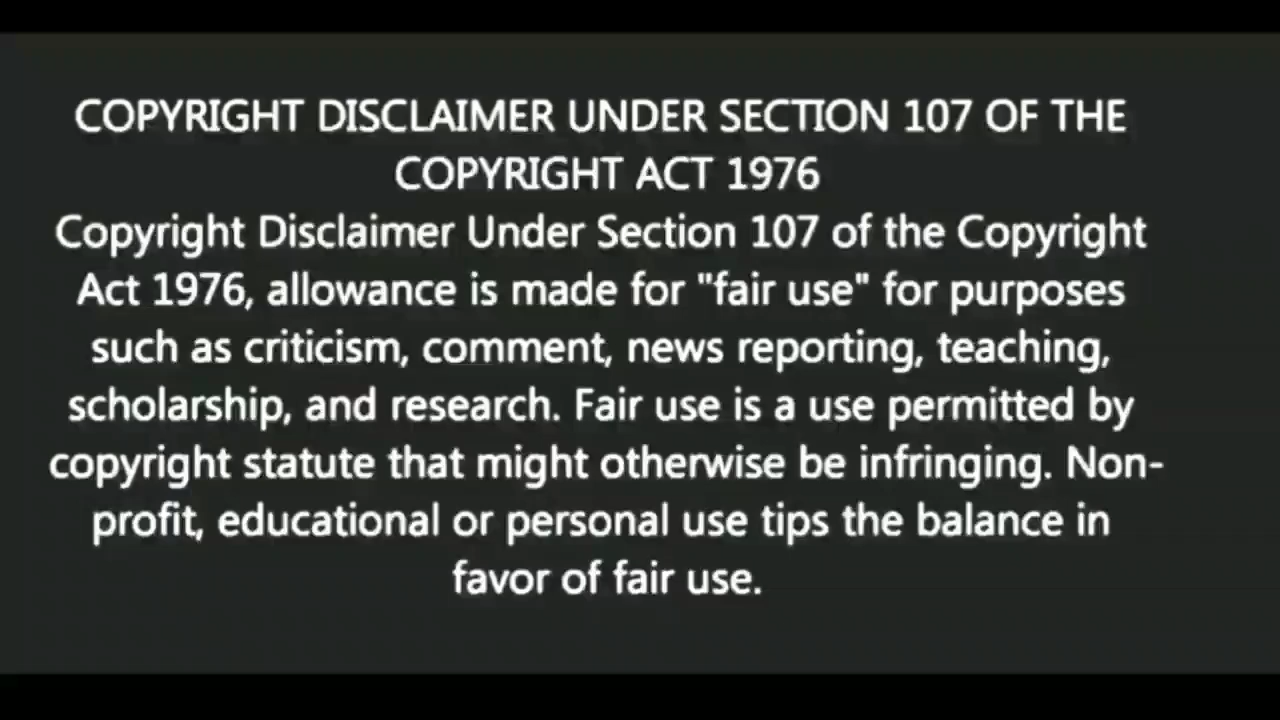 COPYRIGHT DISCLAIMER UNDER SECTION 107 OF THE
COPYRIGHT ACT 1976
Copyright Disclaimer Under Section 107 of the Copyright
Act 1976, allowance is made for "fair use" for purposes
such as criticism, comment, news reporting, teaching,
scholarship, and research. Fair use is a use permitted by
copyright statute that might otherwise be infringing. Non-
profit, educational or personal use tips the balance in
favor of fair use.